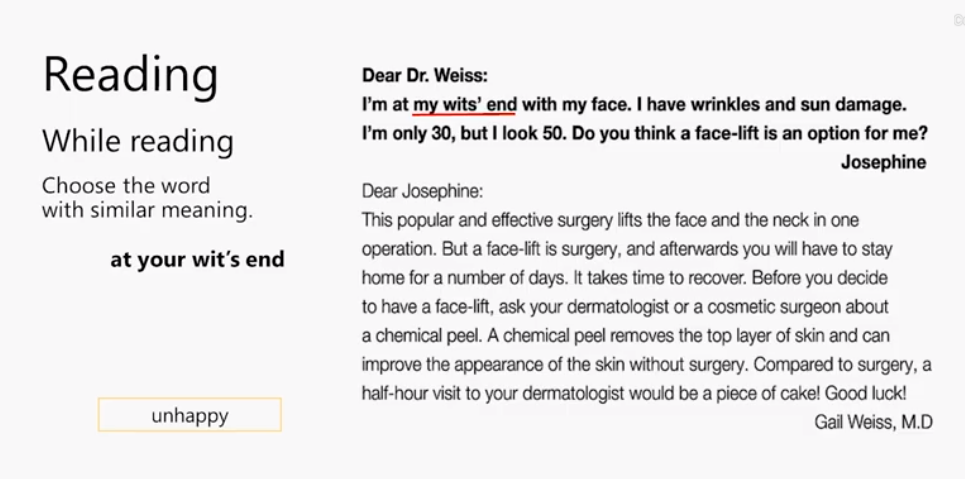 Reading
While reading
Choose the word
with similar meaning.
at your wit's end
unhappy
Dear Dr. Weiss:
I'm at my wits' end with my face. I have wrinkles and sun damage.
I'm only 30, but I look 50. Do you think a face-lift is an option for me?
Josephine
Dear Josephine:
This popular and effective surgery lifts the face and the neck in one
operation. But a face-lift is surgery, and afterwards you will have to stay
home for a number of days. It takes time to recover. Before you decide
to have a face-lift, ask your dermatologist or a cosmetic surgeon about
a chemical peel. A chemical peel removes the top layer of skin and can
improve the appearance of the skin without surgery. Compared to surgery, a
half-hour visit to your dermatologist would be a piece of cake! Good luck!
Gail Weiss, M.D